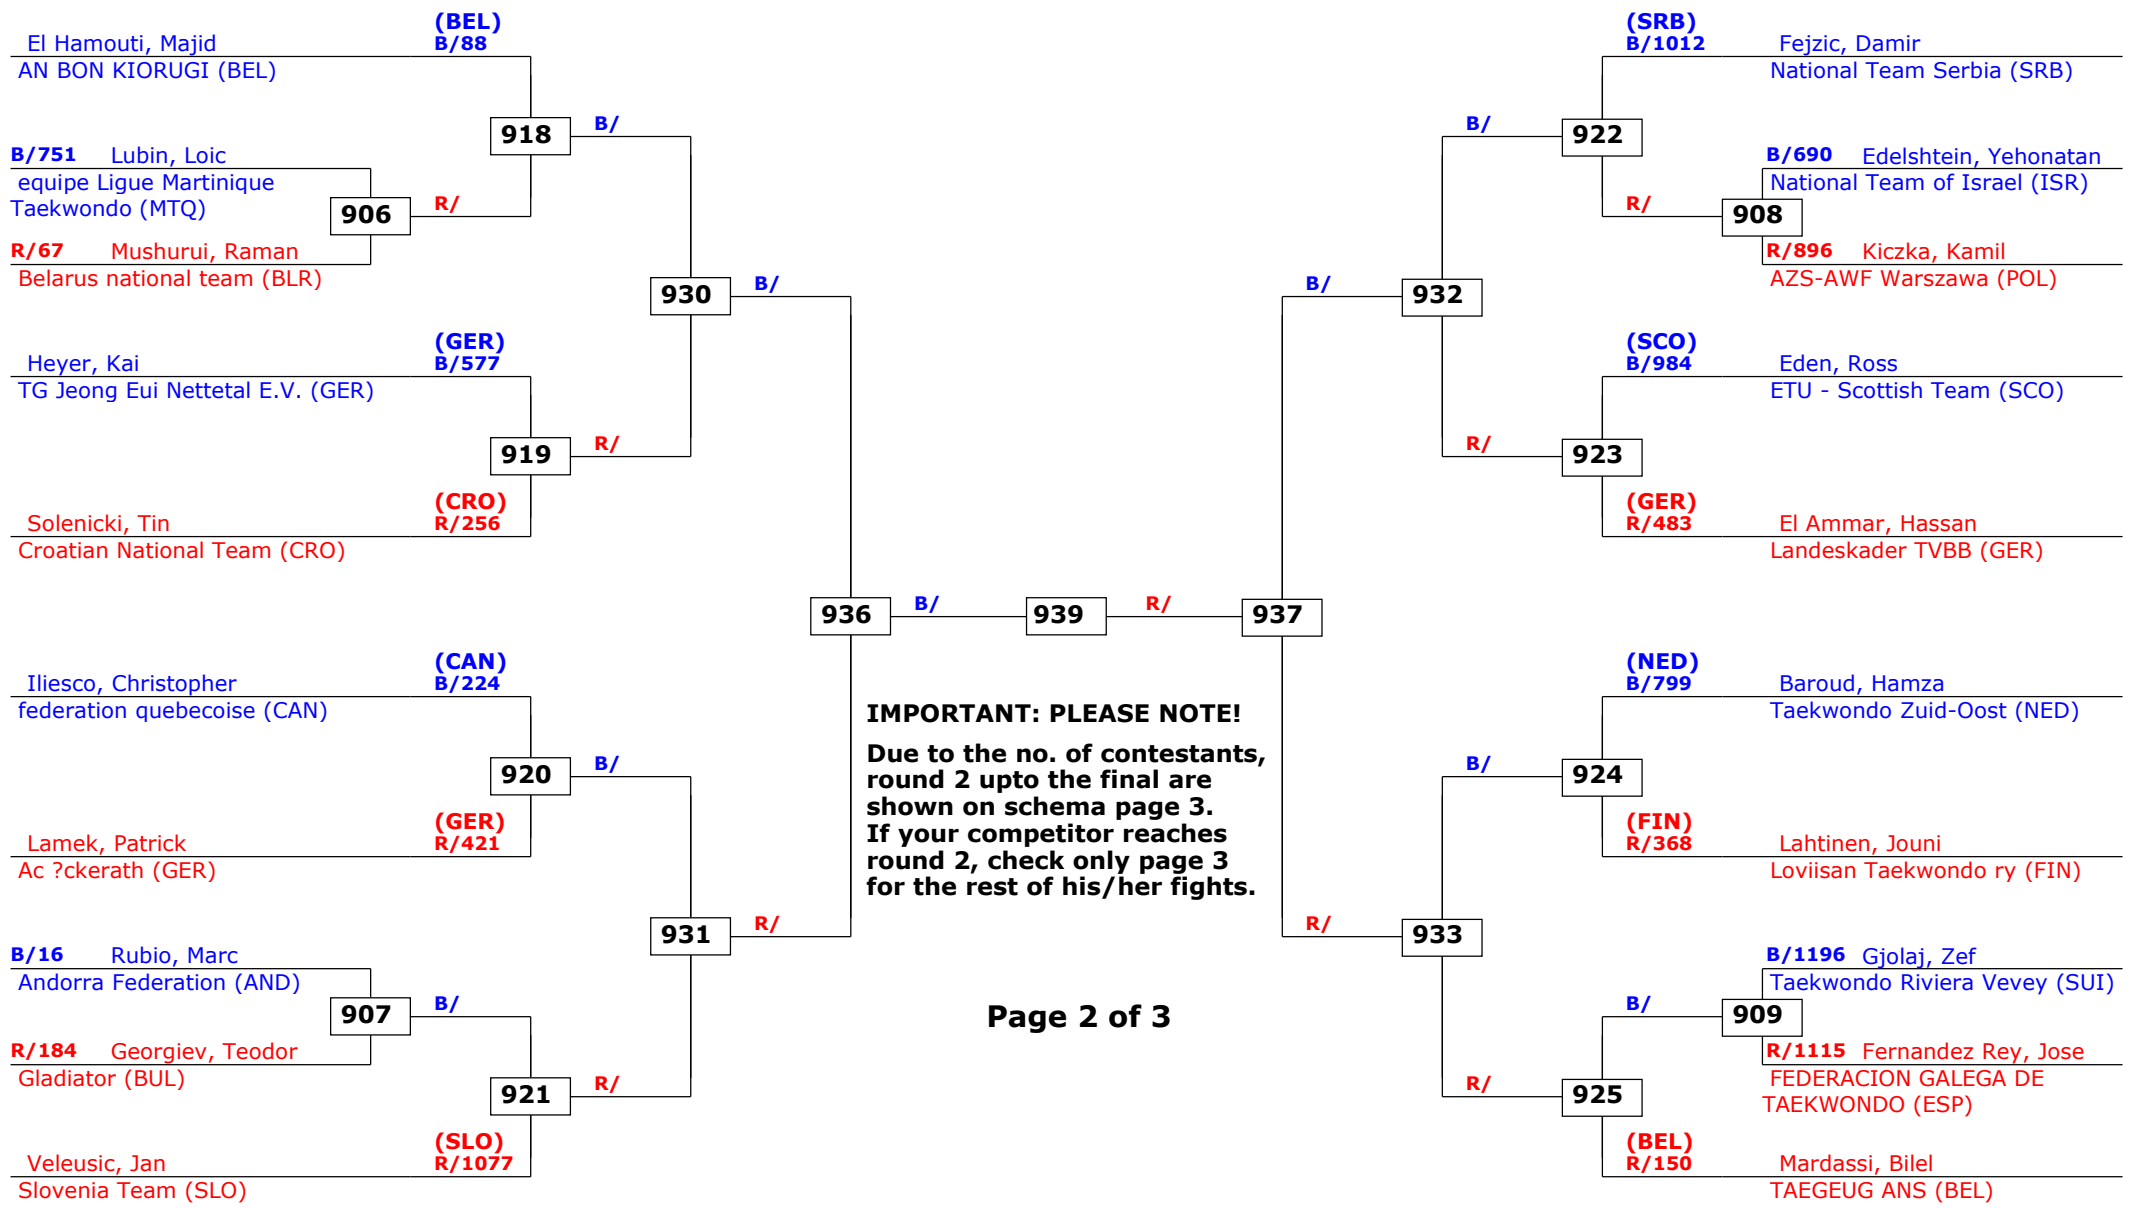 (BEL)
El Hamouti, Majid B/88
AN BON KIORUGI (BEL)
918
B/
B/751 Lubin, Loic
equipe Ligue Martinique
Taekwondo (MTQ)
906
R/
R/67 Mushurui, Raman
Belarus national team (BLR)
930
B/
(GER)
Heyer, Kai B/577
TG Jeong Eui Nettetal E.V. (GER)
919
R/
(CRO)
Solenicki, Tin R/256
Croatian National Team (CRO)
936
B/
939
R/
937
(CAN)
Iliesco, Christopher B/224
federation quebecoise (CAN)
920
B/
(GER)
Lamek, Patrick R/421
Ac ?ckerath (GER)
931
R/
B/16 Rubio, Marc
Andorra Federation (AND)
907
B/
R/184 Georgiev, Teodor
Gladiator (BUL)
921
R/
(SLO)
Veleusic, Jan R/1077
Slovenia Team (SLO)
IMPORTANT: PLEASE NOTE!
Due to the no. of contestants,
round 2 upto the final are
shown on schema page 3.
If your competitor reaches
round 2, check only page 3
for the rest of his/her fights.
Page 2 of 3
(SRB)
B/1012 Fejzic, Damir
National Team Serbia (SRB)
B/
922
B/690 Edelshtein, Yehonatan
National Team of Israel (ISR)
R/
908
R/896 Kiczka, Kamil
AZS-AWF Warszawa (POL)
B/
932
(SCO)
B/984 Eden, Ross
ETU - Scottish Team (SCO)
R/
923
(GER)
R/483 El Ammar, Hassan
Landeskader TVBB (GER)
(NED)
B/799 Baroud, Hamza
Taekwondo Zuid-Oost (NED)
B/
924
(FIN)
R/368 Lahtinen, Jouni
Loviisan Taekwondo ry (FIN)
R/
933
B/1196 Gjolaj, Zef
Taekwondo Riviera Vevey (SUI)
B/
909
R/1115 Fernandez Rey, Jose
FEDERACION GALEGA DE
TAEKWONDO (ESP)
R/
925
(BEL)
R/150 Mardassi, Bilel
TAEGEUG ANS (BEL)